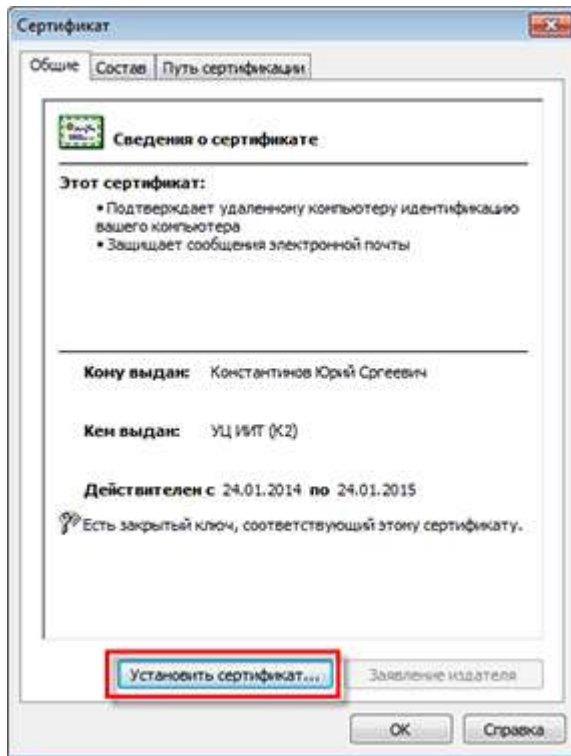 Сертификат
Общие Состав Путь сертификации
Сведения о сертификате
Этот сертификат:
• Подтверждает удаленному компьютеру идентификацию
вашего компьютера
• Защищает сообщения электронной почты
Кому выдан: Константинов Юрий Сргеевич
Кем выдан: УЦ ИИТ (К2)
Действителен с 24.01.2014 по 24.01.2015
Есть закрытый ключ, соответствующий этому сертификату.
Установить сертификат... Заявление издателя
ОК Справка